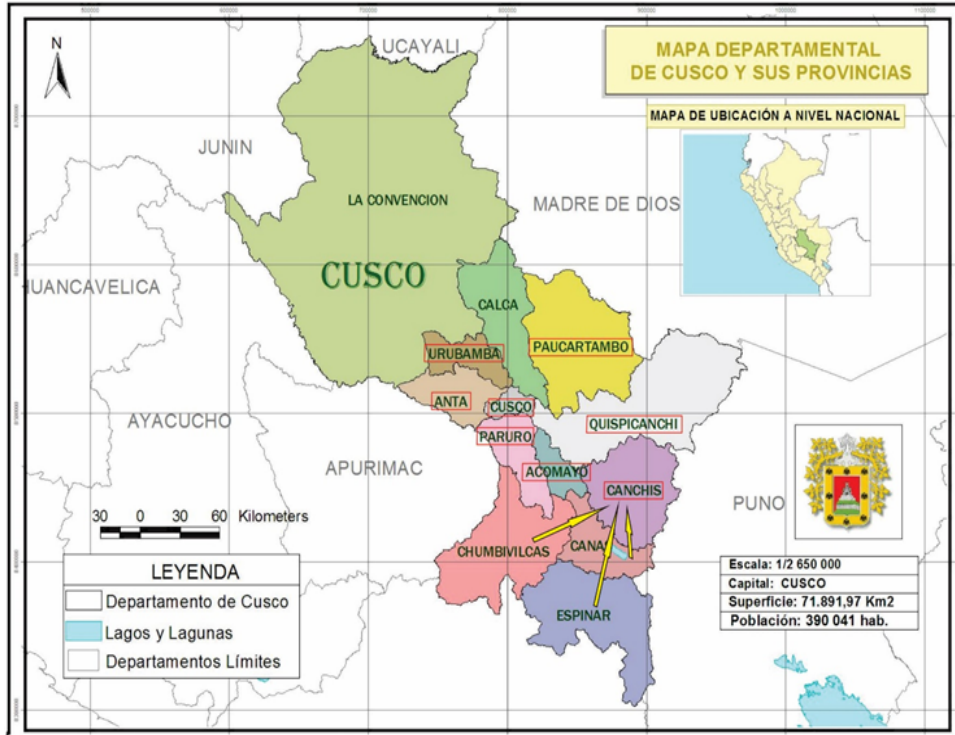 N
UCAYALI
MAPA DEPARTAMENTAL
DE CUSCO Y SUS PROVINCIAS
MAPA DE UBICACIÓN A NIVEL NACIONAL
JUNIN
LA CONVENCION
MADRE DE DIOS
CUSCO
HUANCAVELICA
CALCA
URUBAMBA
PAUCARTAMBO
ANTA
CUSCO
AYACUCHO
QUISPICANCHI
PARURO
APURIMAC
ACOMAYO
CANCHIS
PUNO
30 0 30 60 Kilometers
CHUMBIVILCAS
CANAS
ESPINAR
LEYENDA
Departamento de Cusco
Lagos y Lagunas
Departamentos Límites
Escala: 1/2 650 000
Capital: CUSCO
Superficie: 71.891,97 Km2
Población: 390 041 hab.